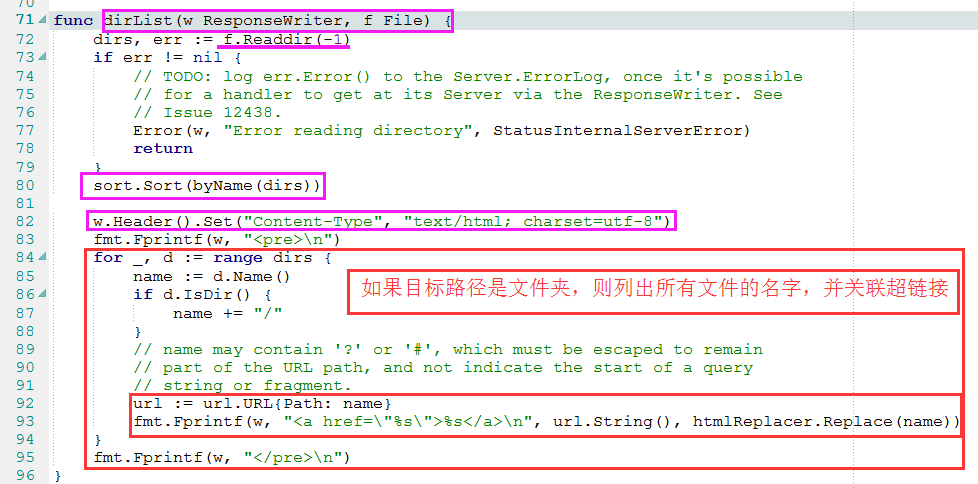 70
71 func dirList(w ResponseWriter, f File) {
72     dirs, err := f.Readdir(-1)
73     if err != nil {
74         // TODO: log err.Error() to the Server.ErrorLog, once it's possible
75         // for a handler to get at its Server via the ResponseWriter. See
76         // Issue 12438.
77         Error(w, "Error reading directory", StatusInternalServerError)
78         return
79     }
80     sort.Sort(byName(dirs))
81
82     w.Header().Set("Content-Type", "text/html; charset=utf-8")
83     fmt.Fprintf(w, "<pre>\n")
84     for _, d := range dirs {
85         name := d.Name()
86         if d.IsDir() {
如果目标路径是文件夹，则列出所有文件的名字，并关联超链接
87             name += "/"
88         }
89         // name may contain '?' or '#', which must be escaped to remain
90         // part of the URL path, and not indicate the start of a query
91         // string or fragment.
92         url := url.URL{Path: name}
93         fmt.Fprintf(w, "<a href=\"%s\">%s</a>\n", url.String(), htmlReplacer.Replace(name))
94     }
95     fmt.Fprintf(w, "</pre>\n")
96 }